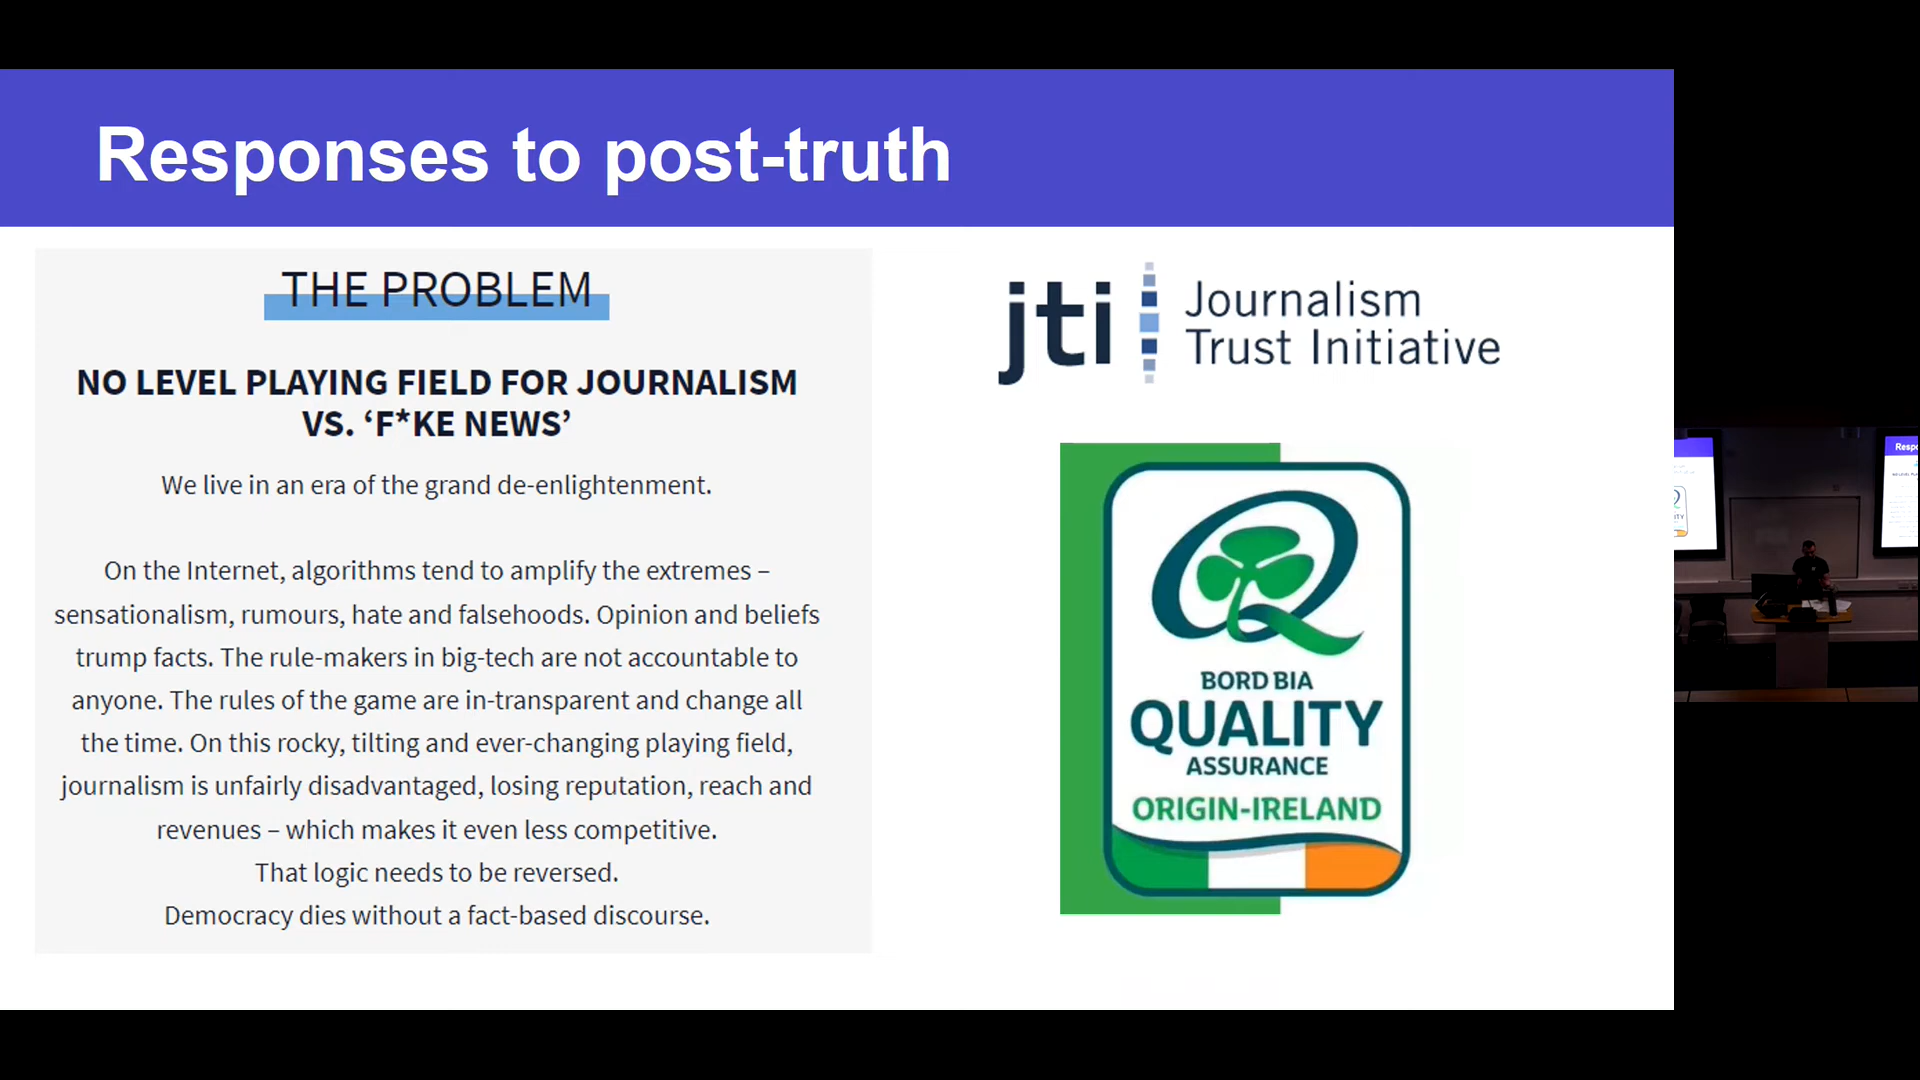 Responses to post-truth
THE PROBLEM
NO LEVEL PLAYING FIELD FOR JOURNALISM
VS. ‘F*KE NEWS’
We live in an era of the grand de-enlightenment.
On the Internet, algorithms tend to amplify the extremes –
sensationalism, rumours, hate and falsehoods. Opinion and beliefs
trump facts. The rule-makers in big-tech are not accountable to
anyone. The rules of the game are in-transparent and change all
the time. On this rocky, tilting and ever-changing playing field,
journalism is unfairly disadvantaged, losing reputation, reach and
revenues – which makes it even less competitive.
That logic needs to be reversed.
Democracy dies without a fact-based discourse.
jti
Journalism
Trust Initiative
BORD BIA
QUALITY
ASSURANCE
ORIGIN-IRELAND
Respo